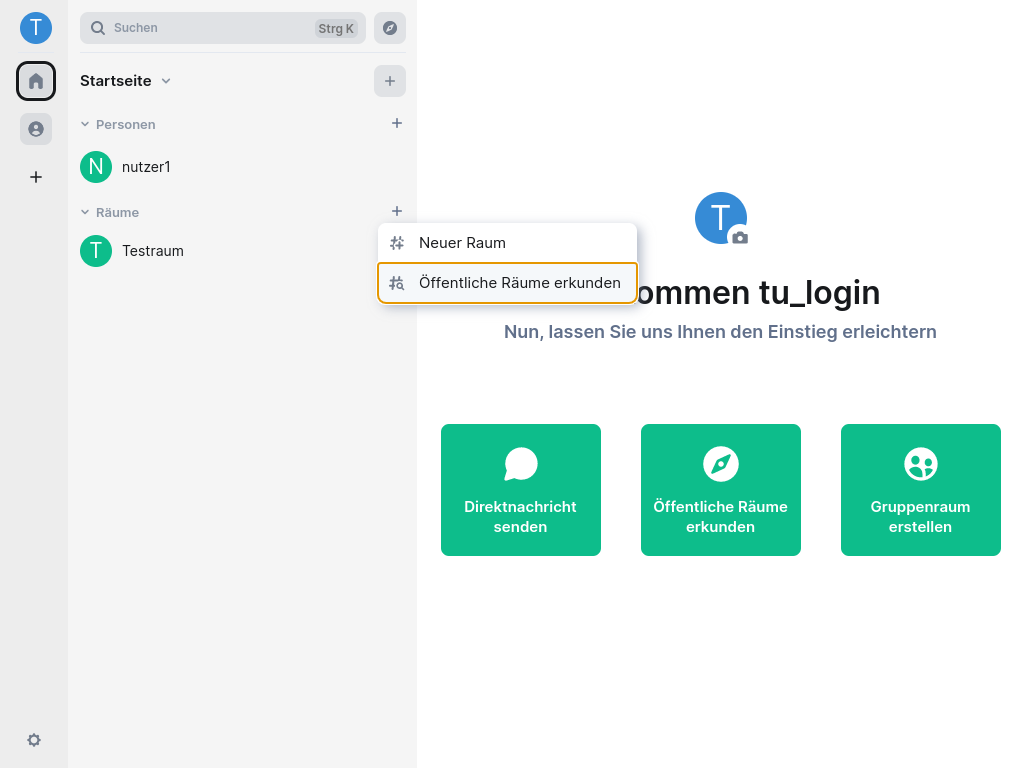 T
Suchen Strg K
Startseite
Personen
N nutzer1
Räume
T Testraum
Neuer Raum
Öffentliche Räume erkunden
T
ommen tu_login
Nun, lassen Sie uns Ihnen den Einstieg erleichtern
Direktnachricht
senden
Öffentliche Räume
erkunden
Gruppenraum
erstellen